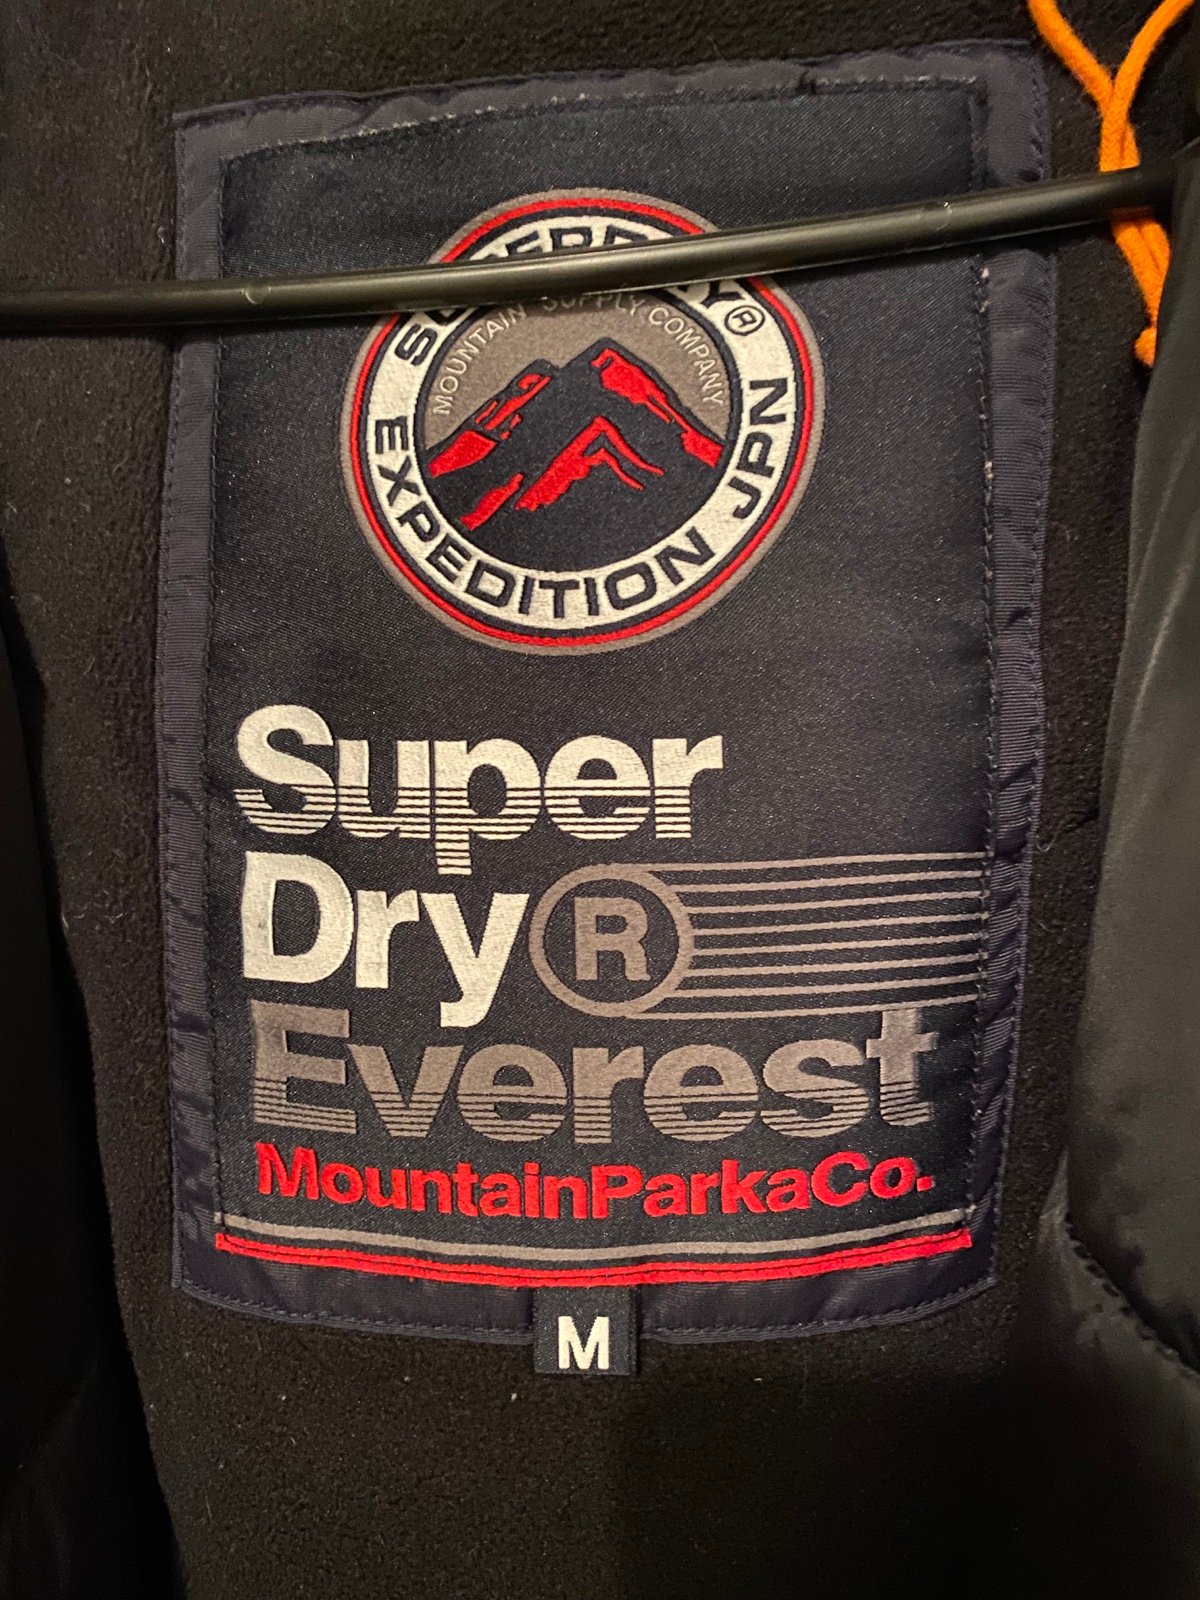 MOUNTAIN SUPPLY COMPANY
EXPEDITION JPN
Super
Dry®
Everest
MountainParkaCo.
M